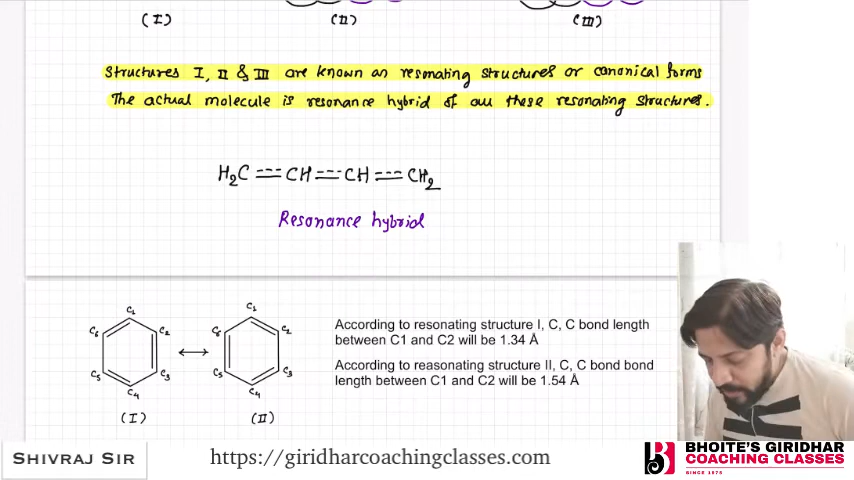 (I)
(II)
(III)
Structures I, II & III are known an resonating structures or canonical forms
The actual molecule is resonance hybrid of all these resonating structures.
H₂C === CH === CH === CH₂
Resonance hybrid
C1
C6
C2
C5
C3
C4
(I)
C1
C6
C2
C5
C3
C4
(II)
According to resonating structure I, C, C bond length
between C1 and C2 will be 1.34 Å
According to reasonating structure II, C, C bond bond
length between C1 and C2 will be 1.54 Å
SHIVRAJ SIR
https://giridharcoachingclasses.com
BHOITE'S GIRIDHAR
COACHING CLASSES
SINCE 1975